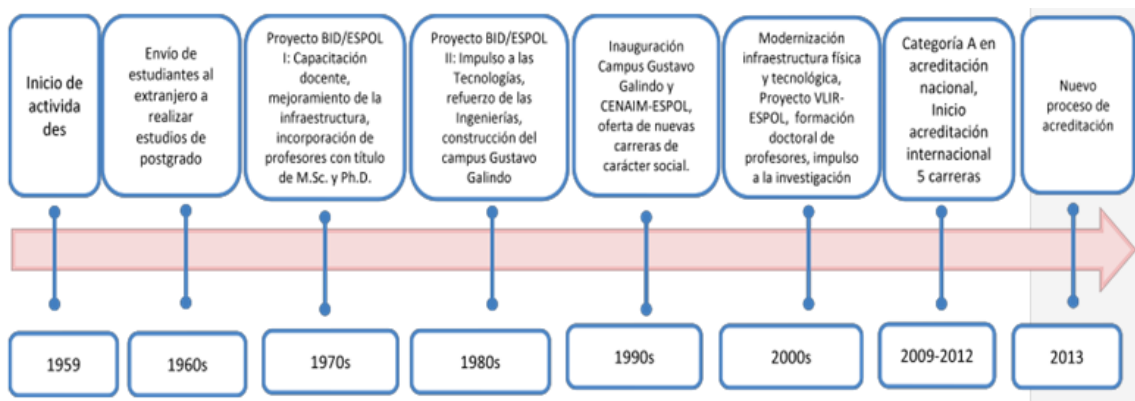 Inicio de
activida
des
Envío de
estudiantes al
extranjero a
realizar
estudios de
postgrado
Proyecto BID/ESPOL
I: Capacitación
docente,
mejoramiento de la
infraestructura,
incorporación de
profesores con título
de M.Sc. y Ph.D.
Proyecto BID/ESPOL
II: Impulso a las
Tecnologías,
refuerzo de las
Ingenierías,
construcción del
campus Gustavo
Galindo
Inauguración
Campus Gustavo
Galindo y
CENAIM-ESPOL,
oferta de nuevas
carreras de
carácter social.
Modernización
infraestructura física
y tecnológica,
Proyecto VLIR-
ESPOL, formación
doctoral de
profesores, impulso
a la investigación
Categoría A en
acreditación
nacional,
Inicio
acreditación
internacional
5 carreras
Nuevo
proceso de
acreditación
1959
1960s
1970s
1980s
1990s
2000s
2009-2012
2013